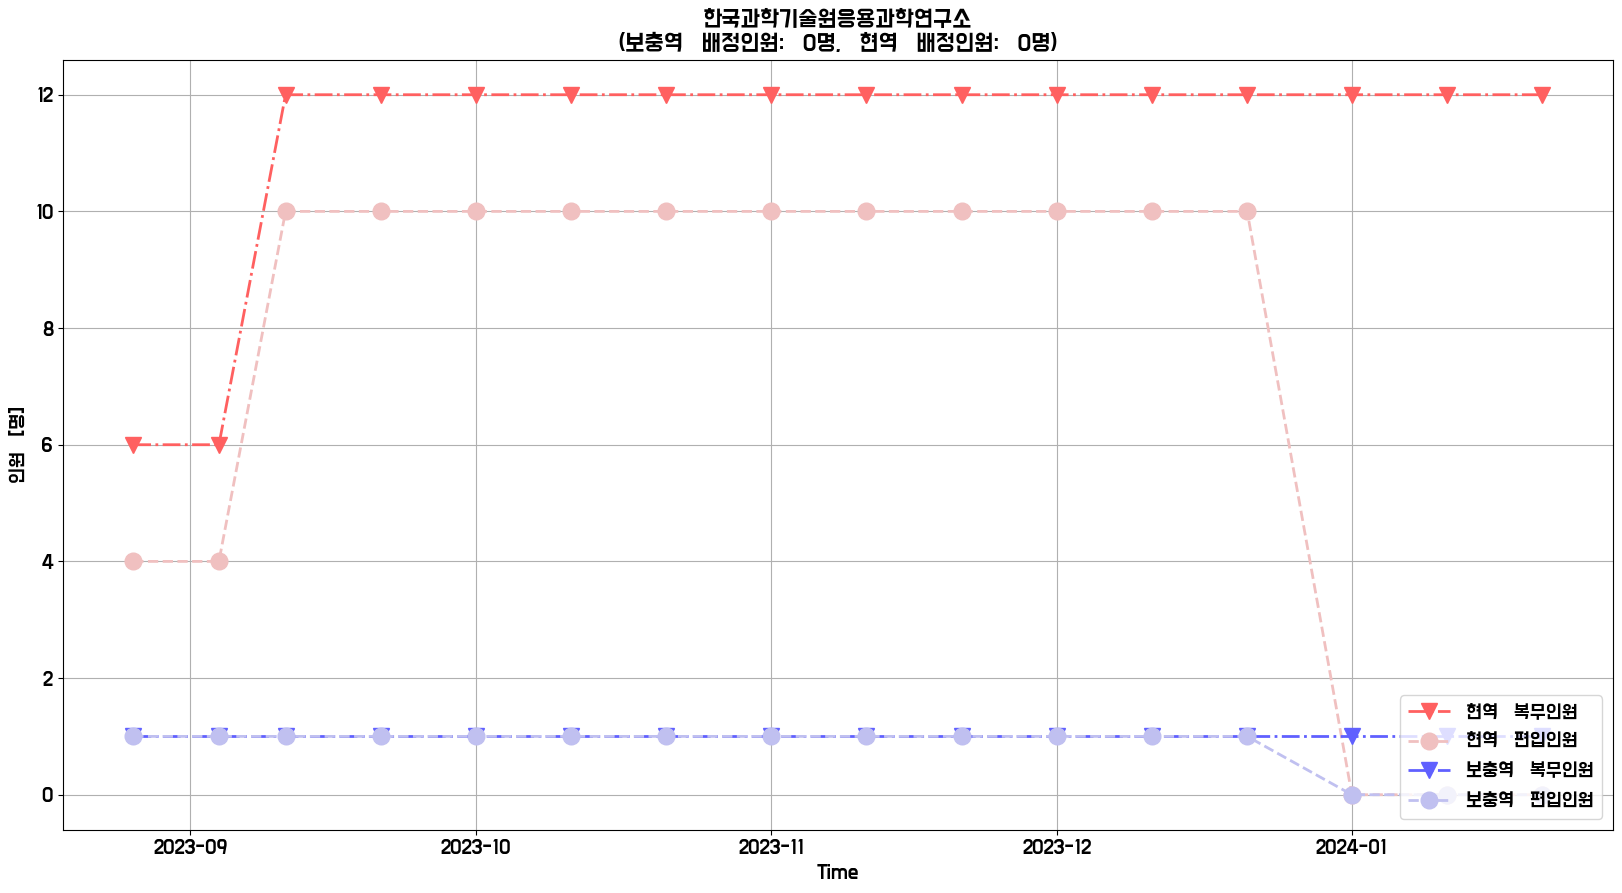 한국과학기술원응용과학연구소
(보충역 배정인원: 0명, 현역 배정인원: 0명)
12
10
8
6
4
2
0
인원 [명]
2023-09
2023-10
2023-11
2023-12
2024-01
Time
현역 복무인원
현역 편입인원
보충역 복무인원
보충역 편입인원